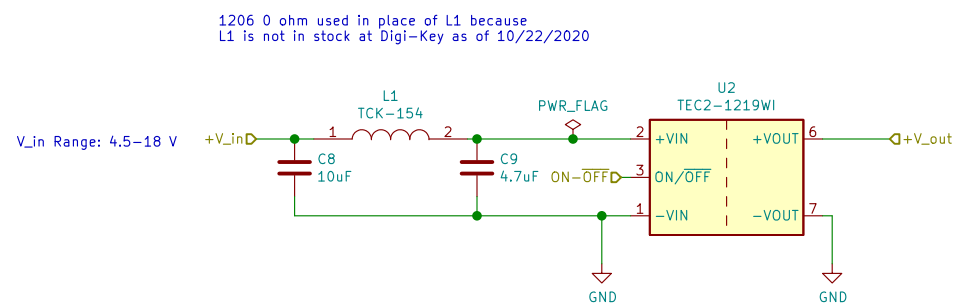 1206 0 ohm used in place of L1 because
L1 is not in stock at Digi-Key as of 10/22/2020
L1
TCK-154
PWR_FLAG
U2
TEC2-1219WI
V_in Range: 4.5-18 V
+V_in
1
2
2
+VIN
+VOUT
6
+V_out
C8
10uF
C9
4.7uF
ON-OFF
3
ON/OFF
1
-VIN
-VOUT
7
GND
GND